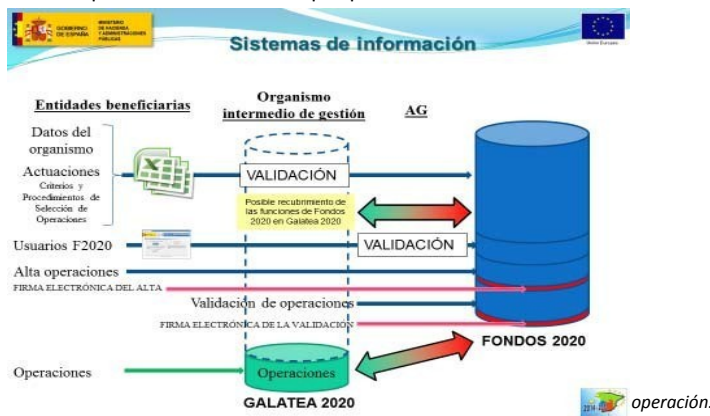 GOBIERNO
DE ESPAÑA
MINISTERIO
DE HACIENDA
Y ADMINISTRACIONES
PÚBLICAS
Sistemas de información
Unión Europea
Entidades beneficiarias
Organismo
intermedio de gestión
AG
Datos del
organismo
Actuaciones
Criterios y
Procedimientos de
Selección de
Operaciones
VALIDACIÓN
Posible recubrimiento de
las funciones de Fondos
2020 en Galatea 2020
Usuarios F2020
VALIDACIÓN
Alta operaciones
FIRMA ELECTRÓNICA DEL ALTA
Validación de operaciones
FIRMA ELECTRÓNICA DE LA VALIDACIÓN
FONDOS 2020
Operaciones
Operaciones
GALATEA 2020
operación.